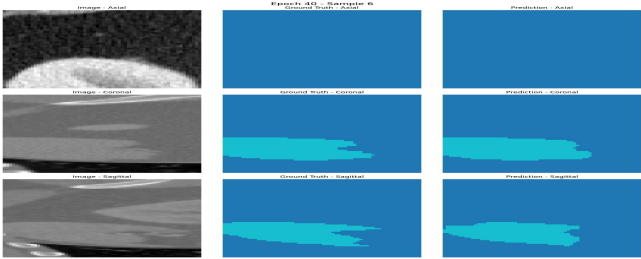 Epoch 40 - Sample 6
Image - Axial
Ground Truth - Axial
Prediction - Axial
Image - Coronal
Ground Truth - Coronal
Prediction - Coronal
Image - Sagittal
Ground Truth - Sagittal
Prediction - Sagittal